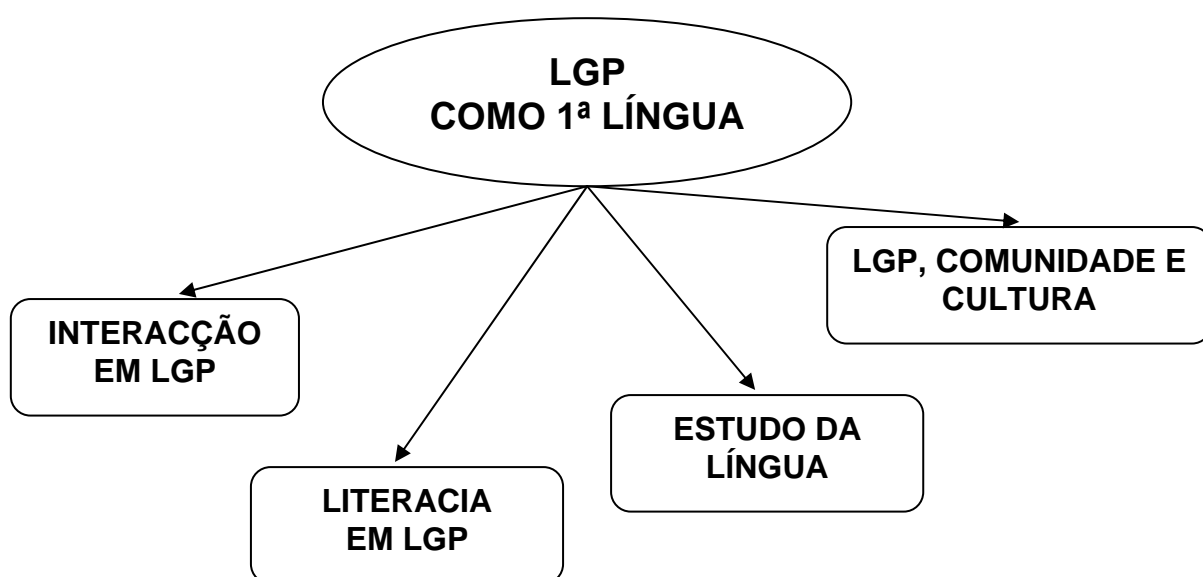 LGP
COMO 1ª LÍNGUA
LGP, COMUNIDADE E
CULTURA
INTERACÇÃO
EM LGP
ESTUDO DA
LÍNGUA
LITERACIA
EM LGP